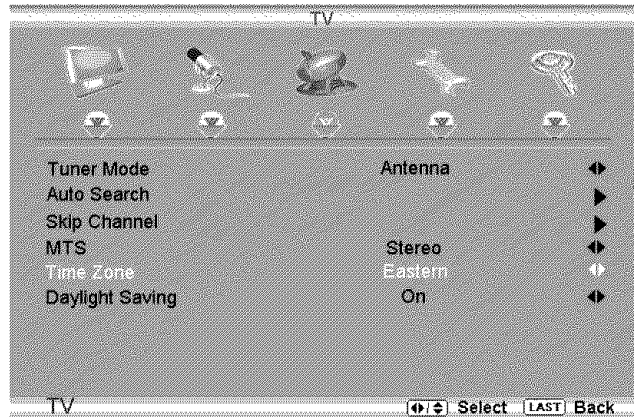 TV
Tuner Mode Antenna
Auto Search
Skip Channel
MTS Stereo
Time Zone Eastern
Daylight Saving On
TV Select LAST Back